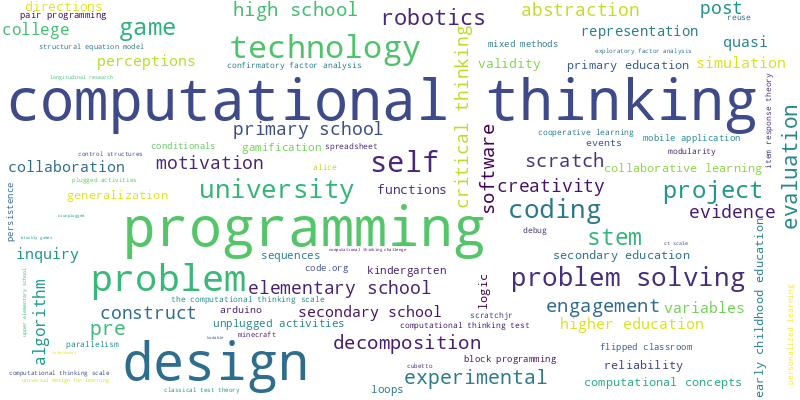 directions
pair programming
college
game
structural equation model
perceptions
longitudinal research
high school
technology
confirmatory factor analysis
robotics
critical thinking
abstraction
post
reuse
representation
quasi
mixed methods
exploratory factor analysis
validity
primary education
simulation
computational thinking
primary school
conditionals
gamification
spreadsheet
control structures
collaboration
motivation
alice
self
software
cooperative learning
mobile application
events
modularity
item response theory
evaluation
scratch
collaborative learning
plugged activities
generalization
persistence
university
functions
creativity
project
coding
evidence
programming
debug
stem
ct scale
blockly games
inquiry
sequences
computational thinking challenge
secondary education
early childhood education
upper elementary school
algorithm
problem
code.org
kindergarten
elementary school
logic
problem solving
the computational thinking scale
construct
arduino
secondary school
scratchjr
engagement
variables
personalized learning
pre
unplugged activities
computational thinking test
higher education
parallelism
minecraft
decomposition
flipped classroom
design
block programming
reliability
computational thinking scale
cubetto
experimental
computational concepts
universal design for learning
classical test theory
loops